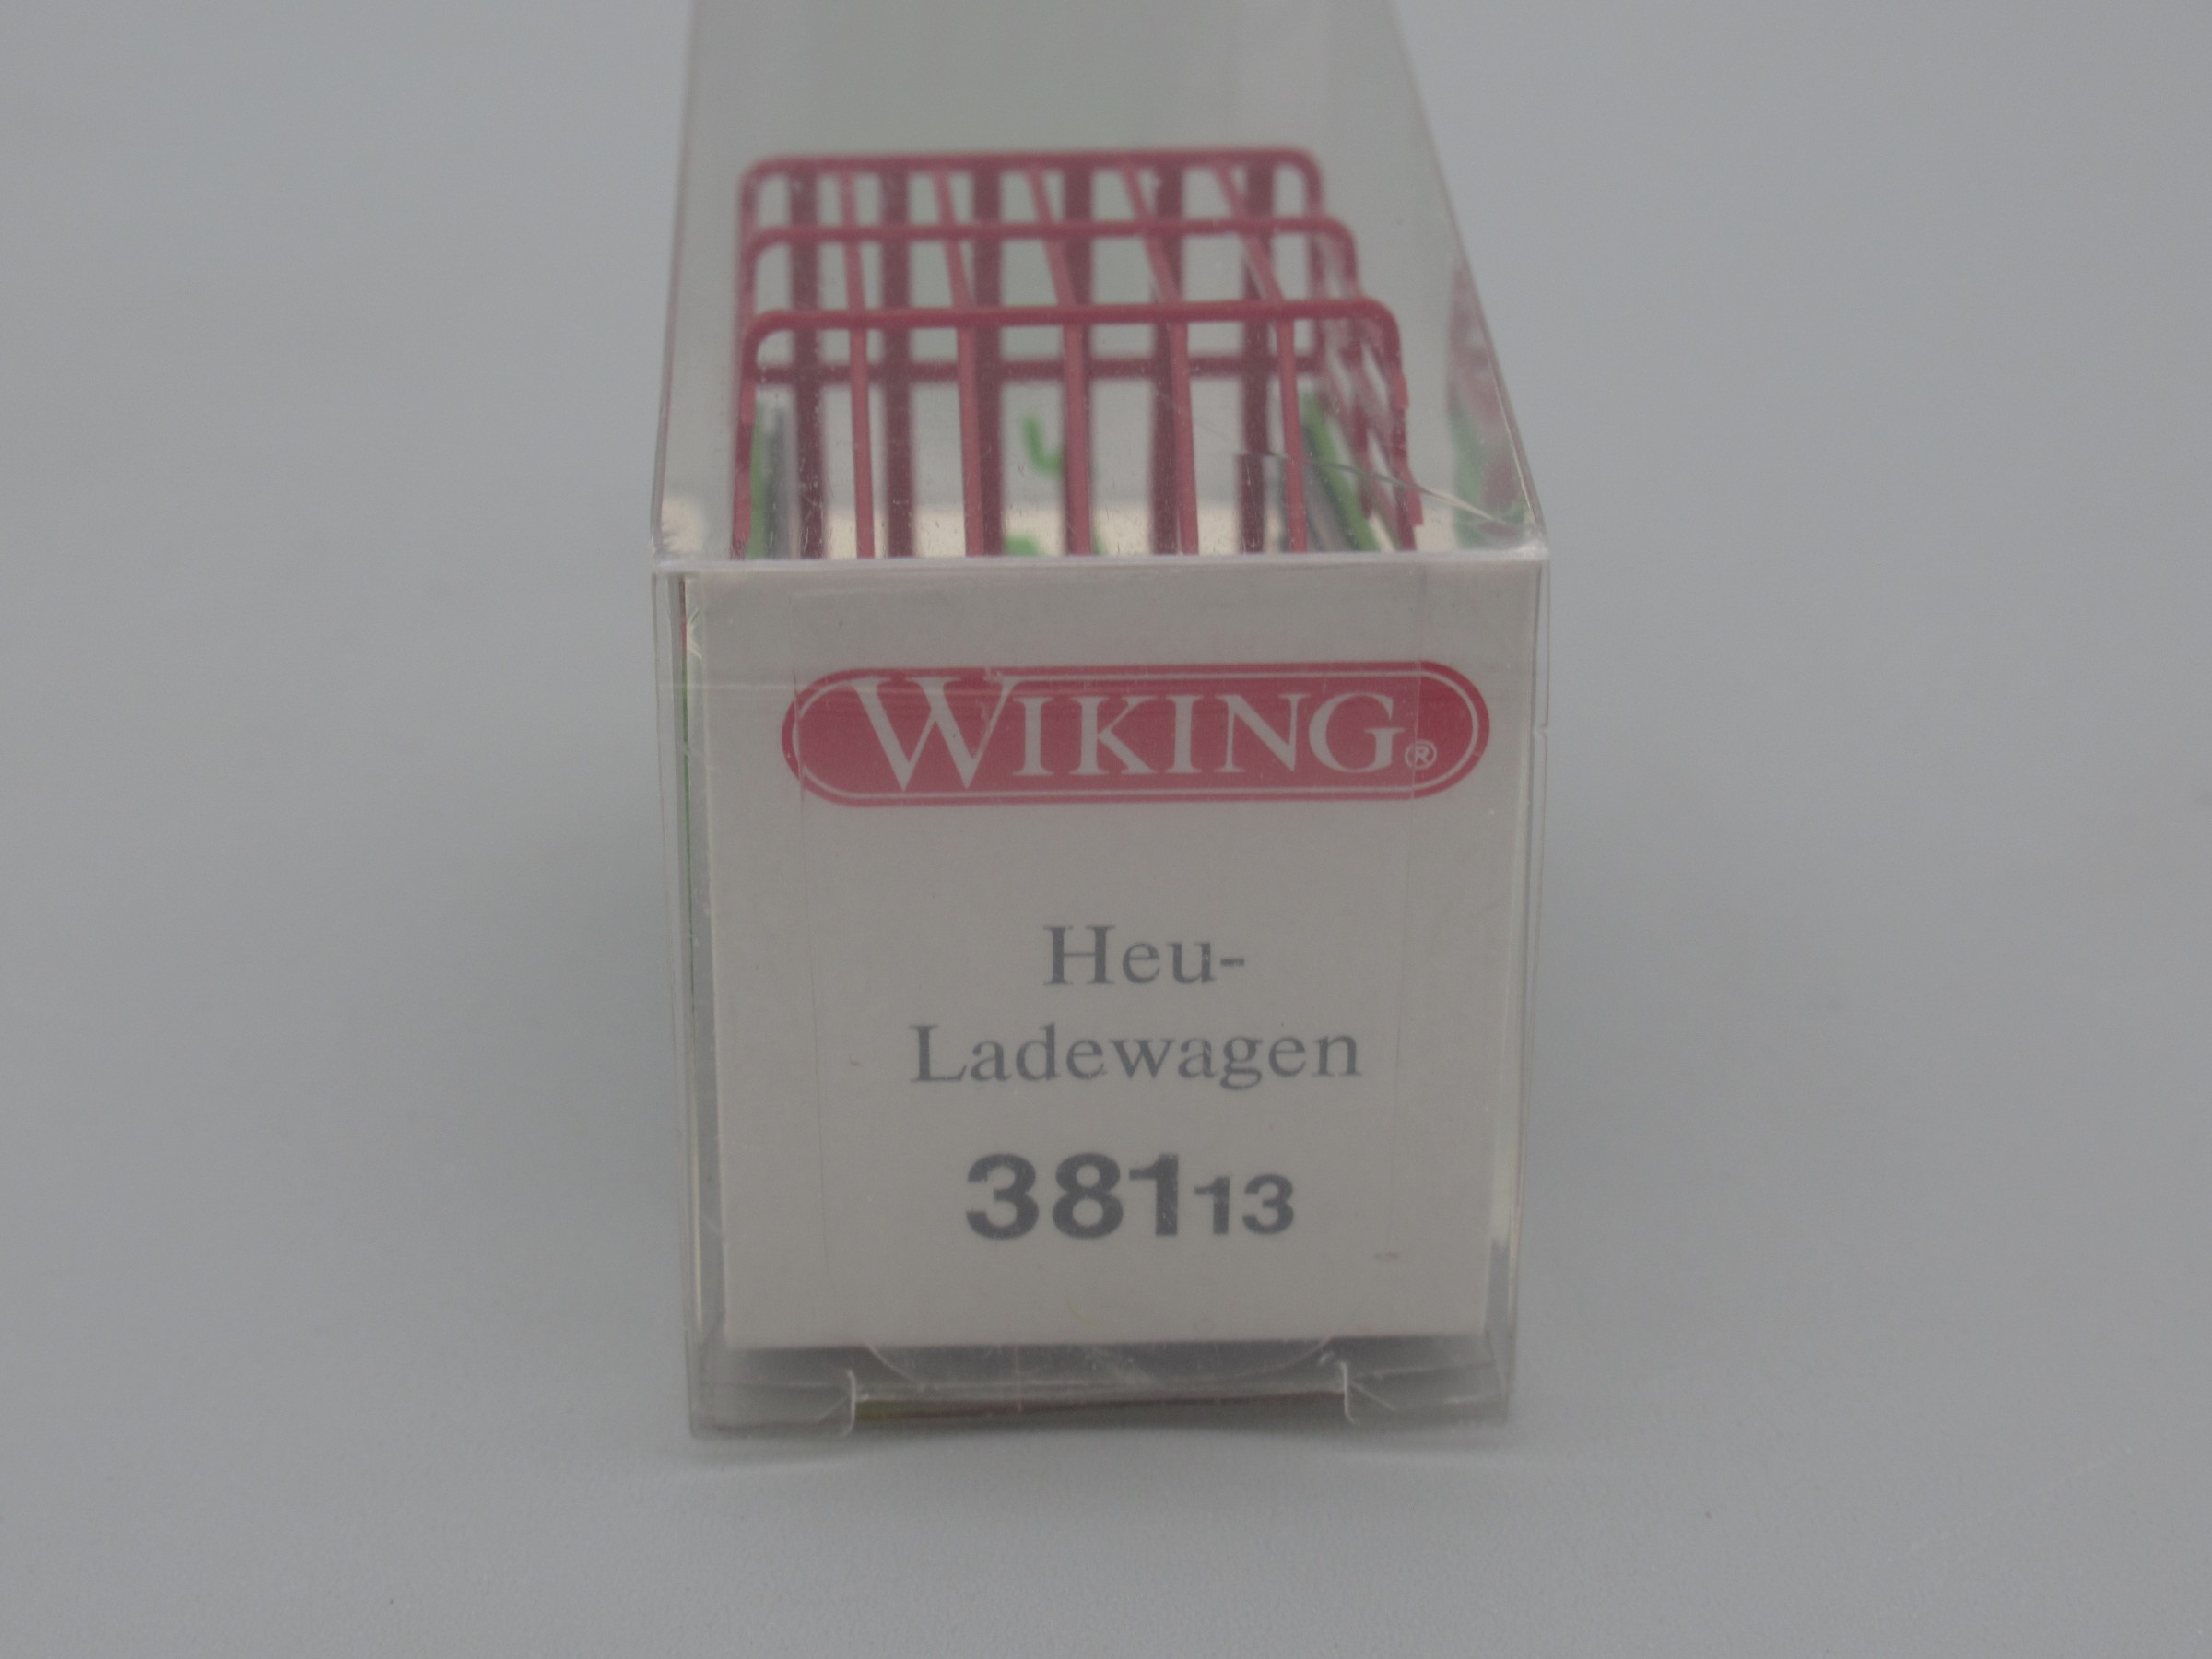 WIKING®
Heu-
Ladewagen
38113